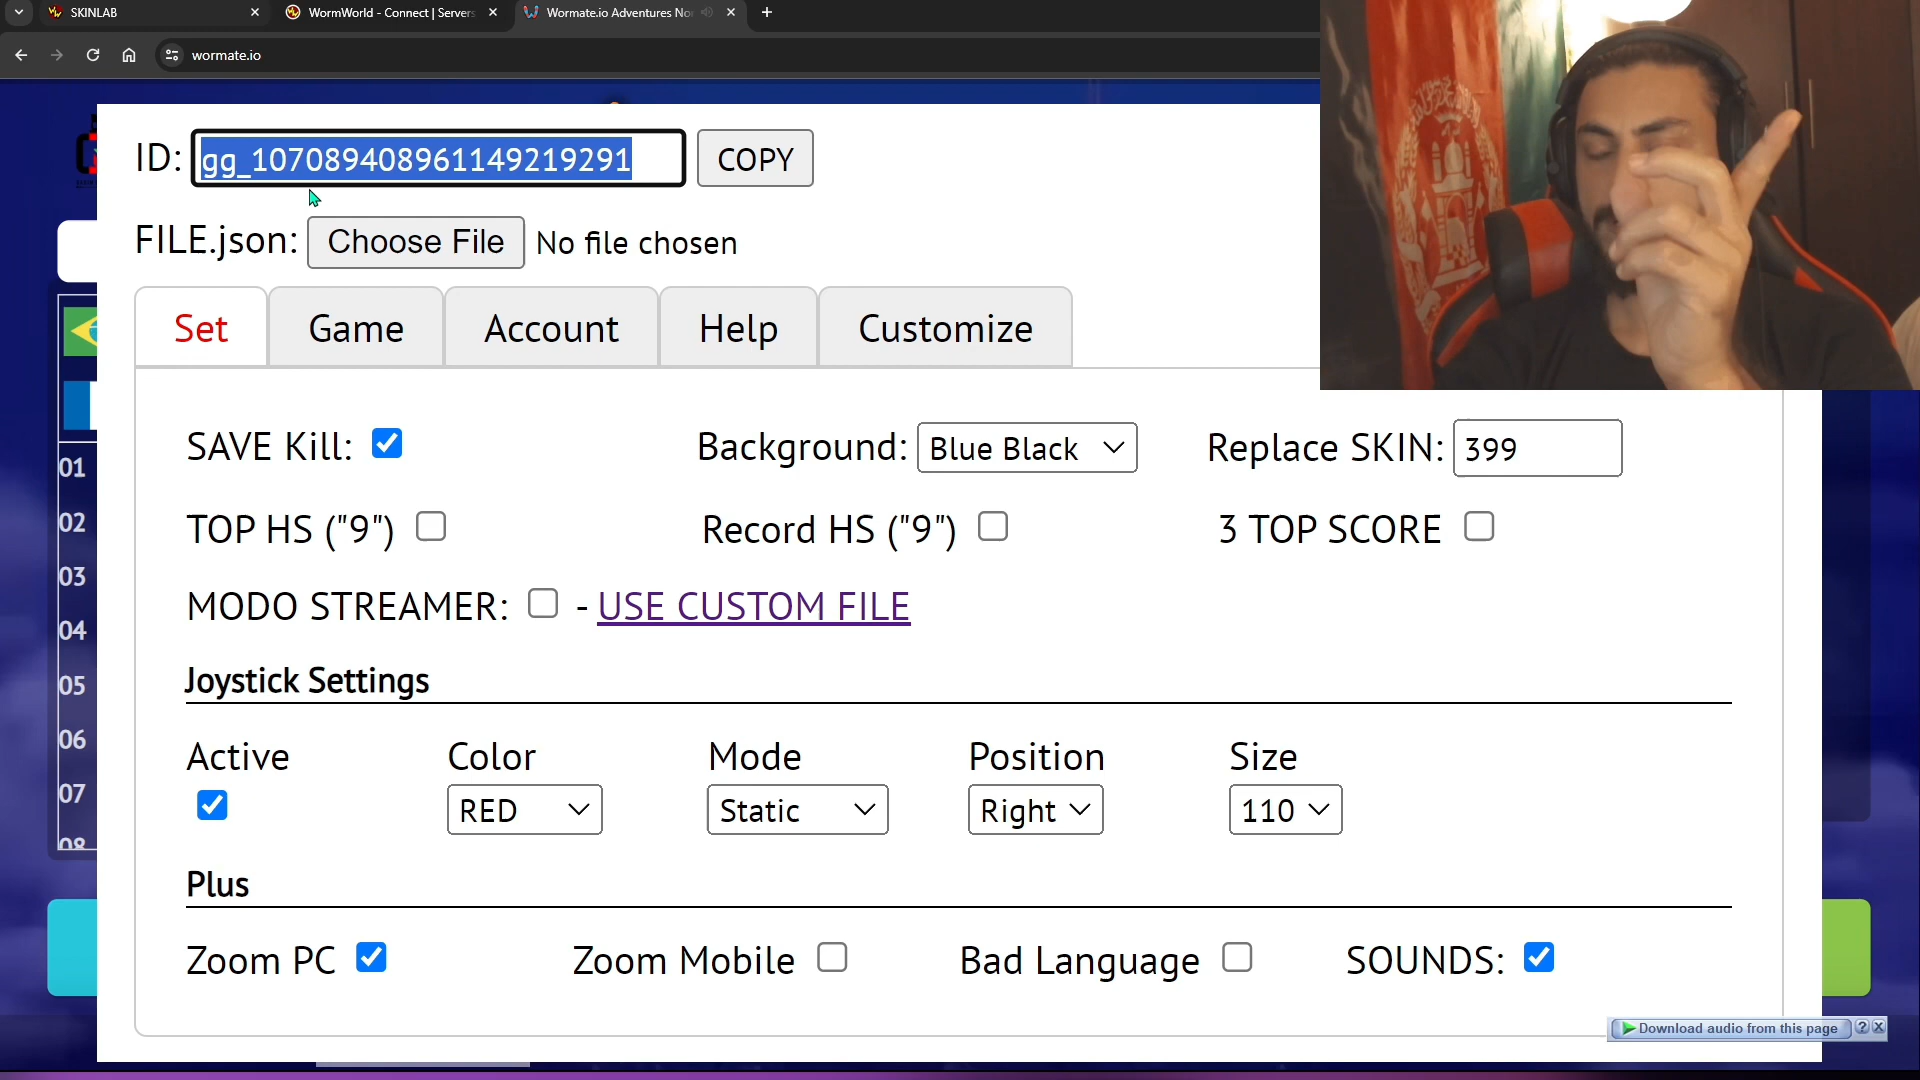 SKINLAB
WormWorld - Connect | Servers
Wormate.io Adventures No
wormate.io
ID: gg_107089408961149219291 COPY
FILE.json: Choose File No file chosen
Set Game Account Help Customize
SAVE Kill: Background: Blue Black Replace SKIN: 399
TOP HS ("9") Record HS ("9") 3 TOP SCORE
MODO STREAMER: - USE CUSTOM FILE
Joystick Settings
Active Color Mode Position Size
RED Static Right 110
Plus
Zoom PC Zoom Mobile Bad Language SOUNDS:
01
02
03
04
05
06
07
08
Download audio from this page ? X